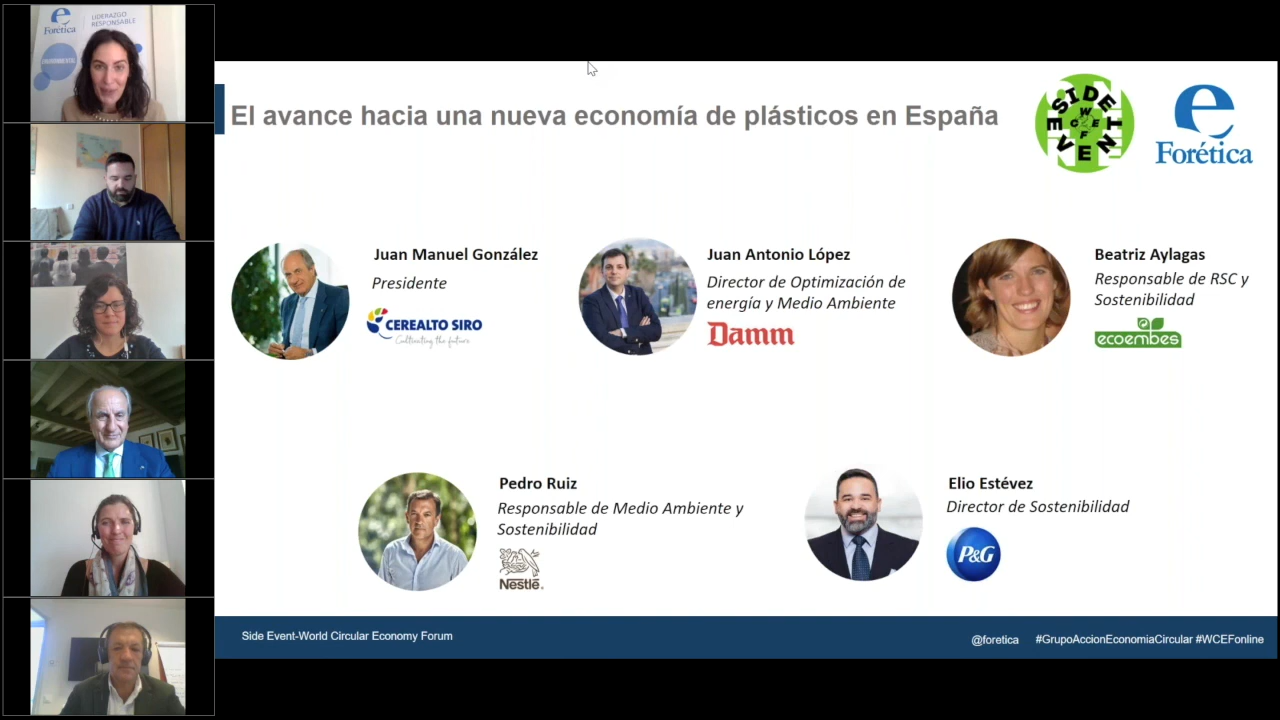 e
Forética
LIDERAZGO
RESPONSABLE
ENVIRONMENTAL
El avance hacia una nueva economía de plásticos en España
SIDE EVENT
WCEF
e
Forética
Juan Manuel González
Presidente
CEREALTO SIRO
Cultivating the future
Juan Antonio López
Director de Optimización de
energía y Medio Ambiente
Damm
Beatriz Aylagas
Responsable de RSC y
Sostenibilidad
ecoembes
Pedro Ruiz
Responsable de Medio Ambiente y
Sostenibilidad
Nestlé
Elio Estévez
Director de Sostenibilidad
P&G
Side Event-World Circular Economy Forum
@foretica #GrupoAccionEconomiaCircular #WCEFonline